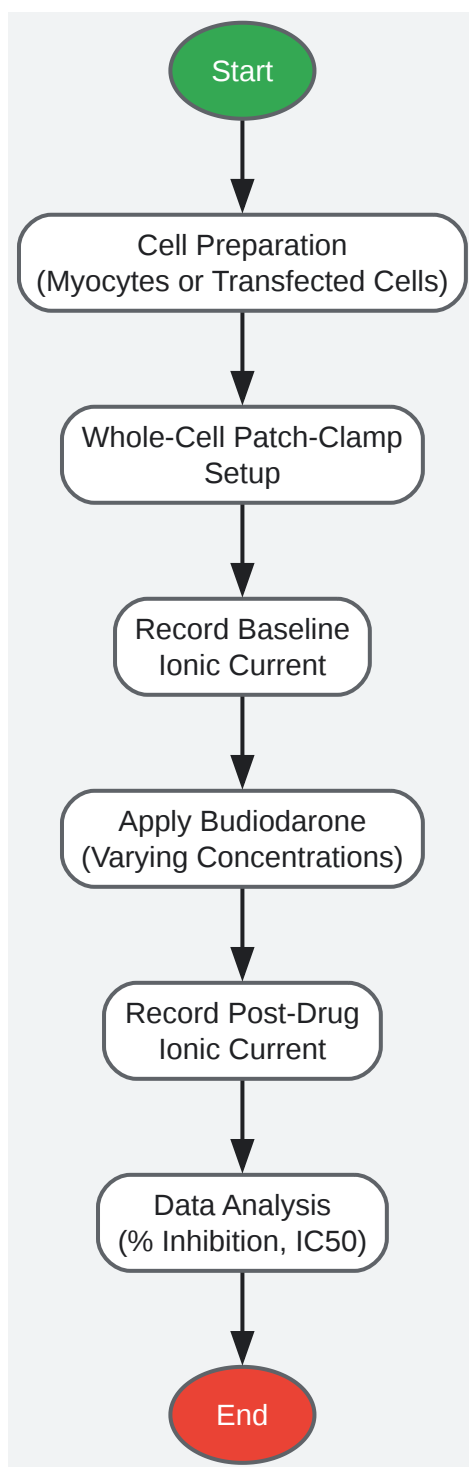 Start
Cell Preparation
(Myocytes or Transfected Cells)
Whole-Cell Patch-Clamp
Setup
Record Baseline
Ionic Current
Apply Budiodarone
(Varying Concentrations)
Record Post-Drug
Ionic Current
Data Analysis
(% Inhibition, IC50)
End